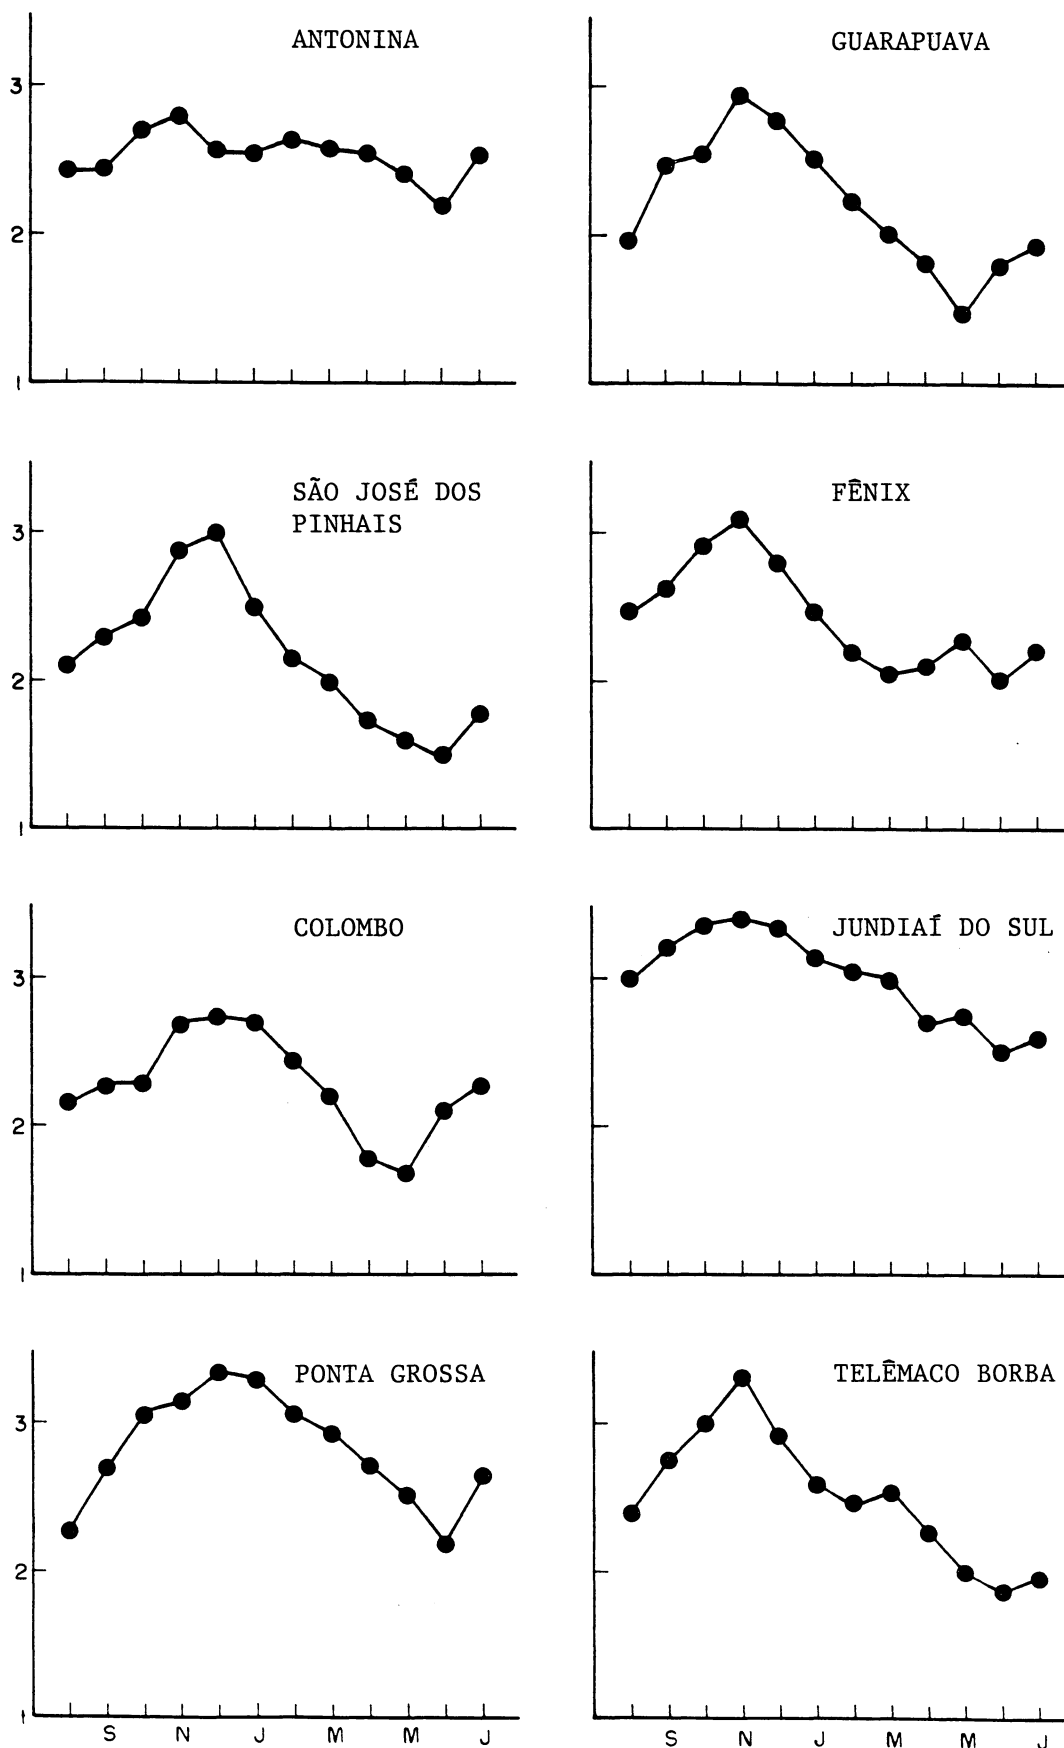 ANTONINA
3
2
1
GUARAPUAVA
SÃO JOSÉ DOS
PINHAIS
3
2
1
FÊNIX
COLOMBO
3
2
1
JUNDIAÍ DO SUL
PONTA GROSSA
3
2
1
S N J M M J
TELÊMACO BORBA
S N J M M J